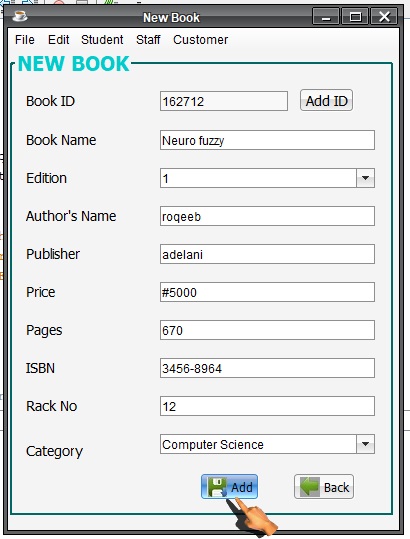 New Book
File Edit Student Staff Customer
NEW BOOK
Book ID 162712 Add ID
Book Name Neuro fuzzy
Edition 1
Author's Name roqeeb
Publisher adelani
Price #5000
Pages 670
ISBN 3456-8964
Rack No 12
Category Computer Science
Add Back